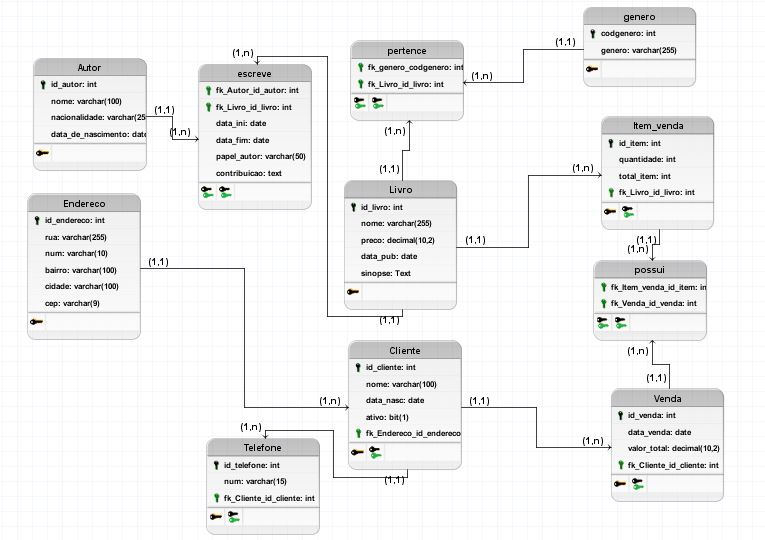 genero
codgenero: int
genero: varchar(255)
(1,1)
(1,n)
pertence
fk_genero_codgenero: int
fk_Livro_id_livro: int
(1,n)
(1,1)
Autor
id_autor: int
nome: varchar(100)
nacionalidade: varchar(25
data_de_nascimento: date
(1,1)
(1,n)
(1,n)
escreve
fk_Autor_id_autor: int
fk_Livro_id_livro: int
data_ini: date
data_fim: date
papel_autor: varchar(50)
contribuicao: text
Item_venda
id_item: int
quantidade: int
total_item: int
fk_Livro_id_livro: int
(1,n)
(1,1)
(1,1)
(1,n)
Livro
id_livro: int
nome: varchar(255)
preco: decimal(10,2)
data_pub: date
sinopse: Text
(1,1)
Endereco
id_endereco: int
rua: varchar(255)
num: varchar(10)
bairro: varchar(100)
cidade: varchar(100)
cep: varchar(9)
(1,1)
(1,n)
possui
fk_Item_venda_id_item: in
fk_Venda_id_venda: int
(1,n)
(1,1)
Cliente
id_cliente: int
nome: varchar(100)
data_nasc: date
ativo: bit(1)
fk_Endereco_id_endereco
(1,1)
(1,n)
(1,1)
(1,n)
Venda
id_venda: int
data_venda: date
valor_total: decimal(10,2)
fk_Cliente_id_cliente: int
Telefone
id_telefone: int
num: varchar(15)
fk_Cliente_id_cliente: int